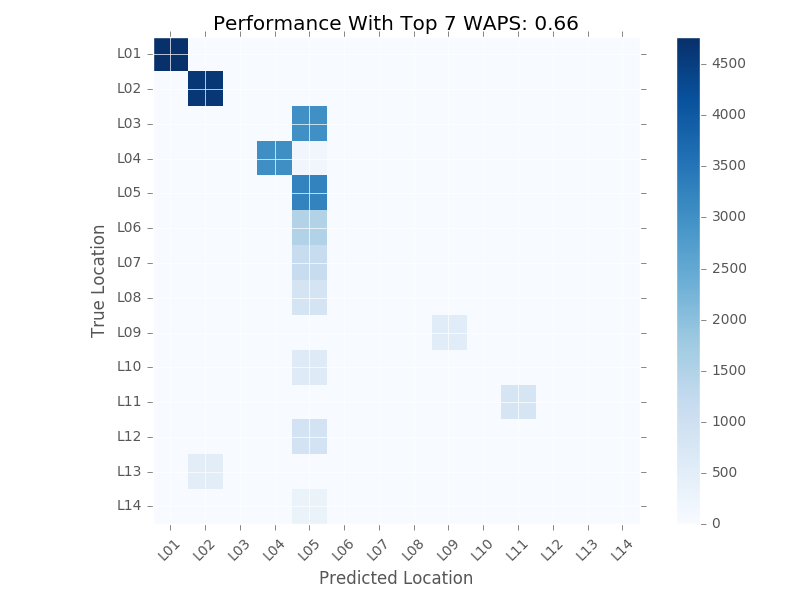 Performance With Top 7 WAPS: 0.66
True Location
L01
L02
L03
L04
L05
L06
L07
L08
L09
L10
L11
L12
L13
L14
L01 L02 L03 L04 L05 L06 L07 L08 L09 L10 L11 L12 L13 L14
Predicted Location
4500
4000
3500
3000
2500
2000
1500
1000
500
0